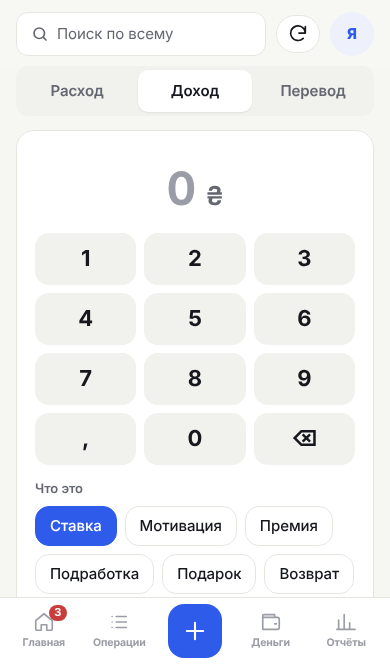 Поиск по всему
Я
Расход Доход Перевод
0 ₴
1 2 3
4 5 6
7 8 9
, 0
Что это
Ставка Мотивация Премия
Подработка Подарок Возврат
3
Главная Операции + Деньги Отчёты